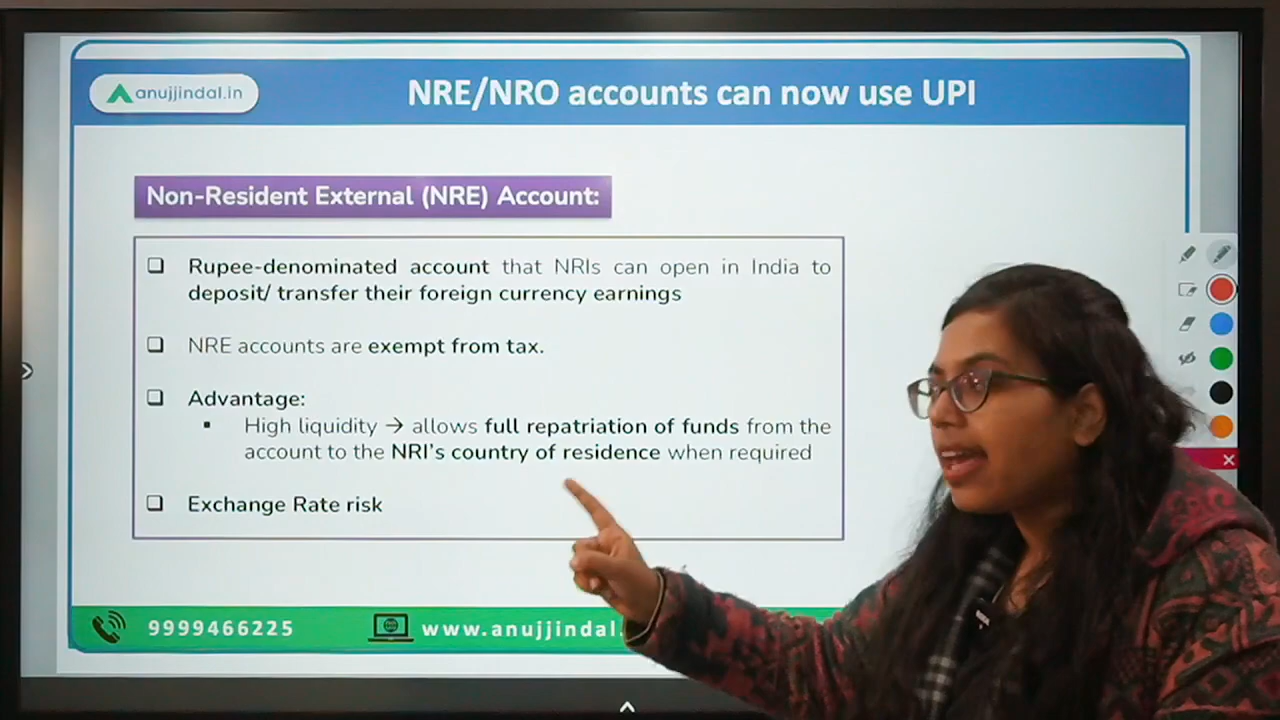 anujjindal.in
NRE/NRO accounts can now use UPI
Non-Resident External (NRE) Account:
❑ Rupee-denominated account that NRIs can open in India to
deposit/ transfer their foreign currency earnings
❑ NRE accounts are exempt from tax.
❑ Advantage:
▪ High liquidity → allows full repatriation of funds from the
account to the NRI's country of residence when required
❑ Exchange Rate risk
9999466225
www.anujjindal.